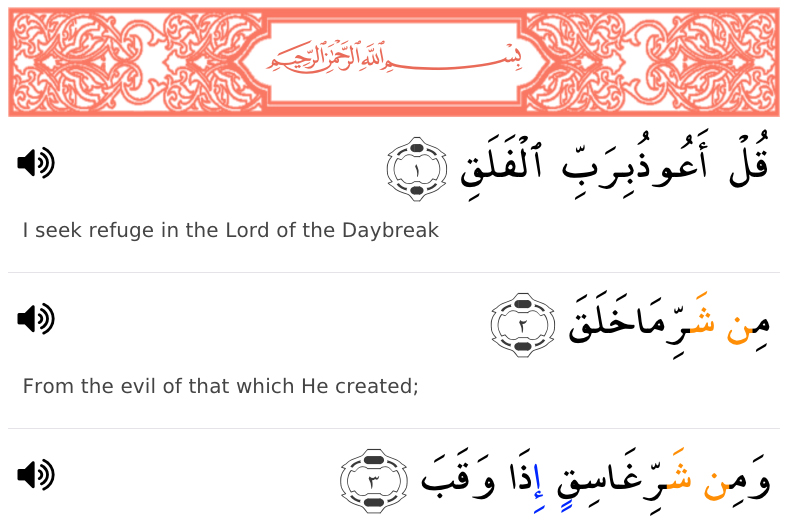 بِسْمِ ٱللَّهِ ٱلرَّحْمَٰنِ ٱلرَّحِيمِ
قُلْ أَعُوذُ بِرَبِّ ٱلْفَلَقِ ١
I seek refuge in the Lord of the Daybreak
مِن شَرِّ مَا خَلَقَ ٢
From the evil of that which He created;
وَمِن شَرِّ غَاسِقٍ إِذَا وَقَبَ ٣